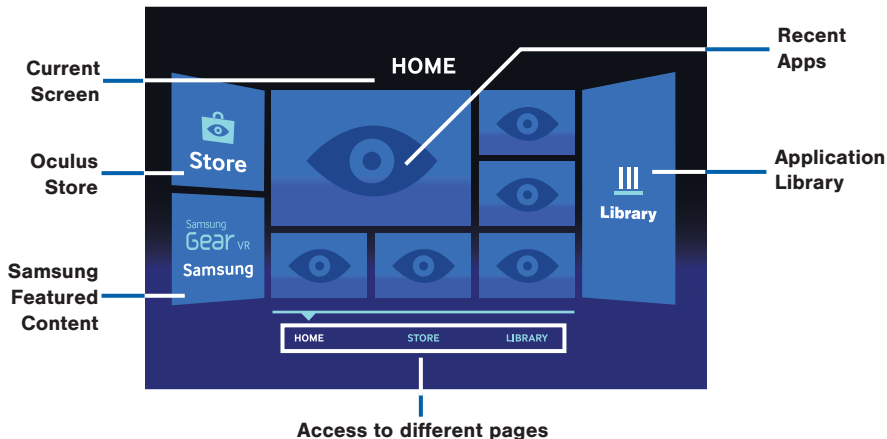 HOME
Recent
Apps
Current
Screen
Store
Oculus
Store
Library
Application
Library
Samsung
Gear VR
Samsung
Samsung
Featured
Content
HOME STORE LIBRARY
Access to different pages